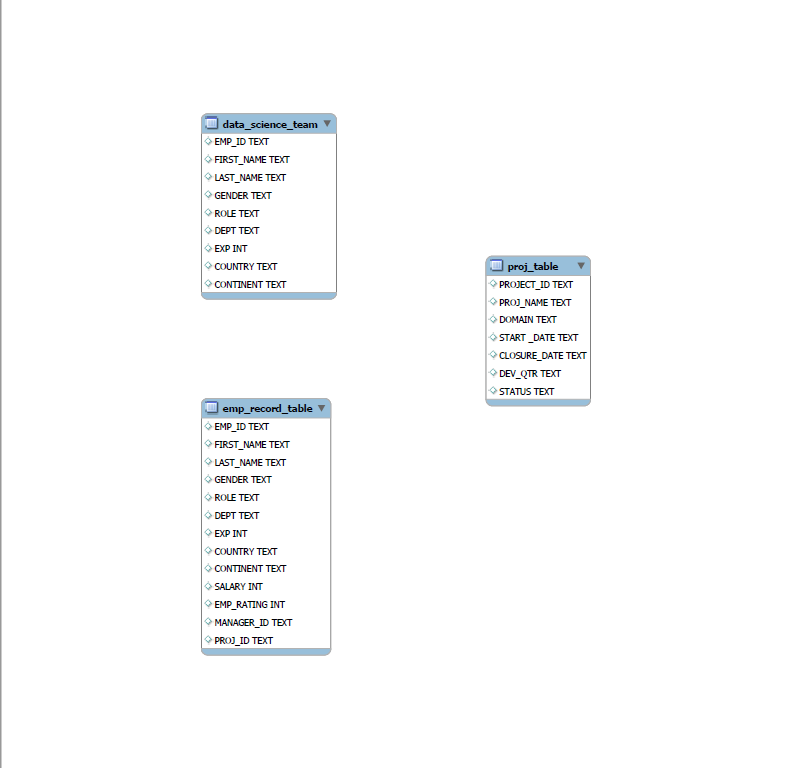 data_science_team
EMP_ID TEXT
FIRST_NAME TEXT
LAST_NAME TEXT
GENDER TEXT
ROLE TEXT
DEPT TEXT
EXP INT
COUNTRY TEXT
CONTINENT TEXT
proj_table
PROJECT_ID TEXT
PROJ_NAME TEXT
DOMAIN TEXT
START _DATE TEXT
CLOSURE_DATE TEXT
DEV_QTR TEXT
STATUS TEXT
emp_record_table
EMP_ID TEXT
FIRST_NAME TEXT
LAST_NAME TEXT
GENDER TEXT
ROLE TEXT
DEPT TEXT
EXP INT
COUNTRY TEXT
CONTINENT TEXT
SALARY INT
EMP_RATING INT
MANAGER_ID TEXT
PROJ_ID TEXT